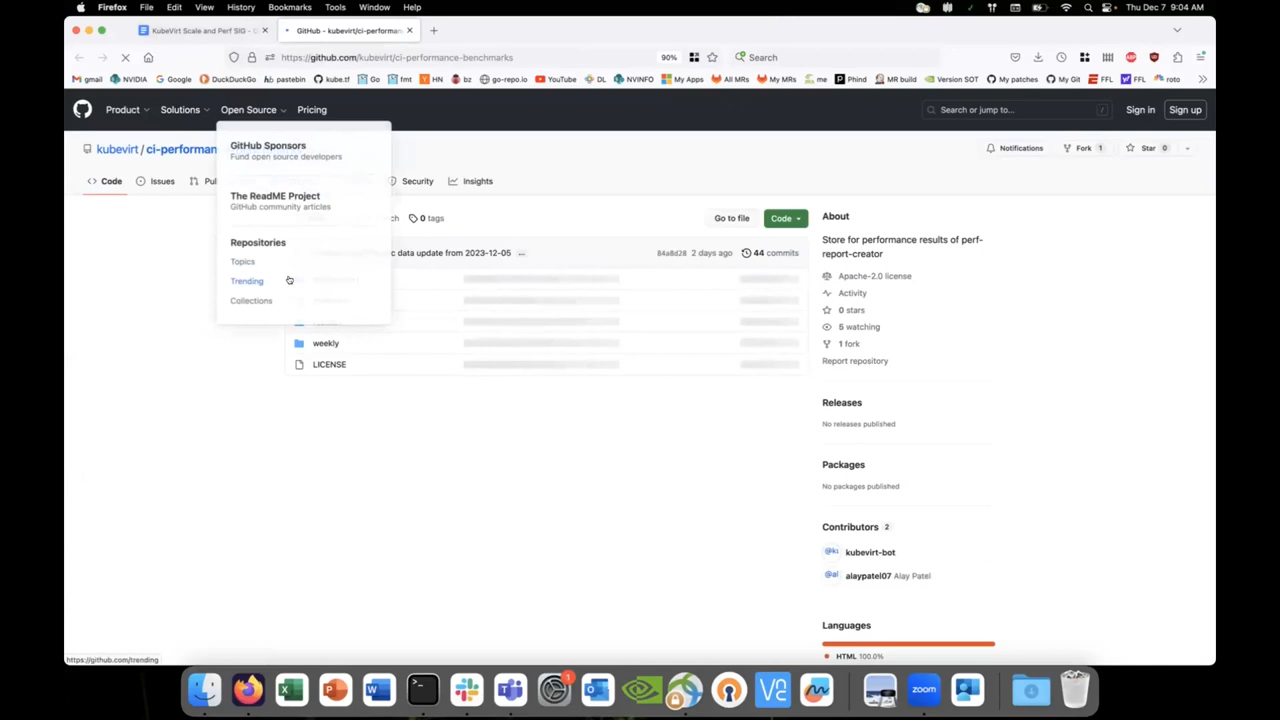 Firefox File Edit View History Bookmarks Tools Window Help Thu Dec 7 9:04 AM
KubeVirt Scale and Perf SIG - GitHub - kubevirt/ci-performan
https://github.com/kubevirt/ci-performance-benchmarks 90% Search
gmail NVIDIA Google DuckDuckGo pastebin kube.tf Go fmt HN go-repo.io YouTube DL NVINFO My Apps All MRs My MRs me Phind MR build Version SOT My patches My Git FFL FFL roto
Product Solutions Open Source Pricing Search or jump to... / Sign in Sign up
GitHub Sponsors
Fund open source developers
kubevirt / ci-performan Notifications Fork 1 Star 0
Code Issues Pul Security Insights
The ReadME Project
GitHub community articles
Repositories
Topics
Trending
Collections
0 tags Go to file Code
data update from 2023-12-05 ... 84a8d28 2 days ago 44 commits
weekly
LICENSE
About
Store for performance results of perf-
report-creator
Apache-2.0 license
Activity
0 stars
5 watching
1 fork
Report repository
Releases
No releases published
Packages
No packages published
Contributors 2
kubevirt-bot
alaypatel07 Alay Patel
Languages
HTML 100.0%
https://github.com/trending
1
zoom